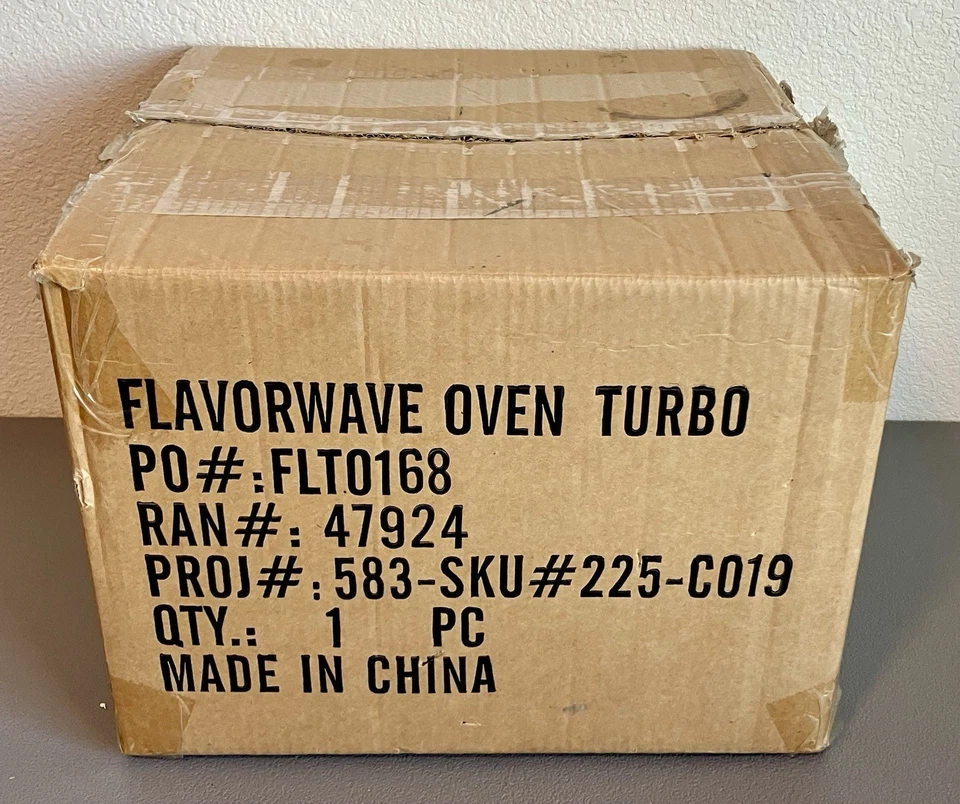 FLAVORWAVE OVEN TURBO
PO#:FLT0168
RAN#: 47924
PROJ#:583-SKU#225-C019
QTY.: 1 PC
MADE IN CHINA